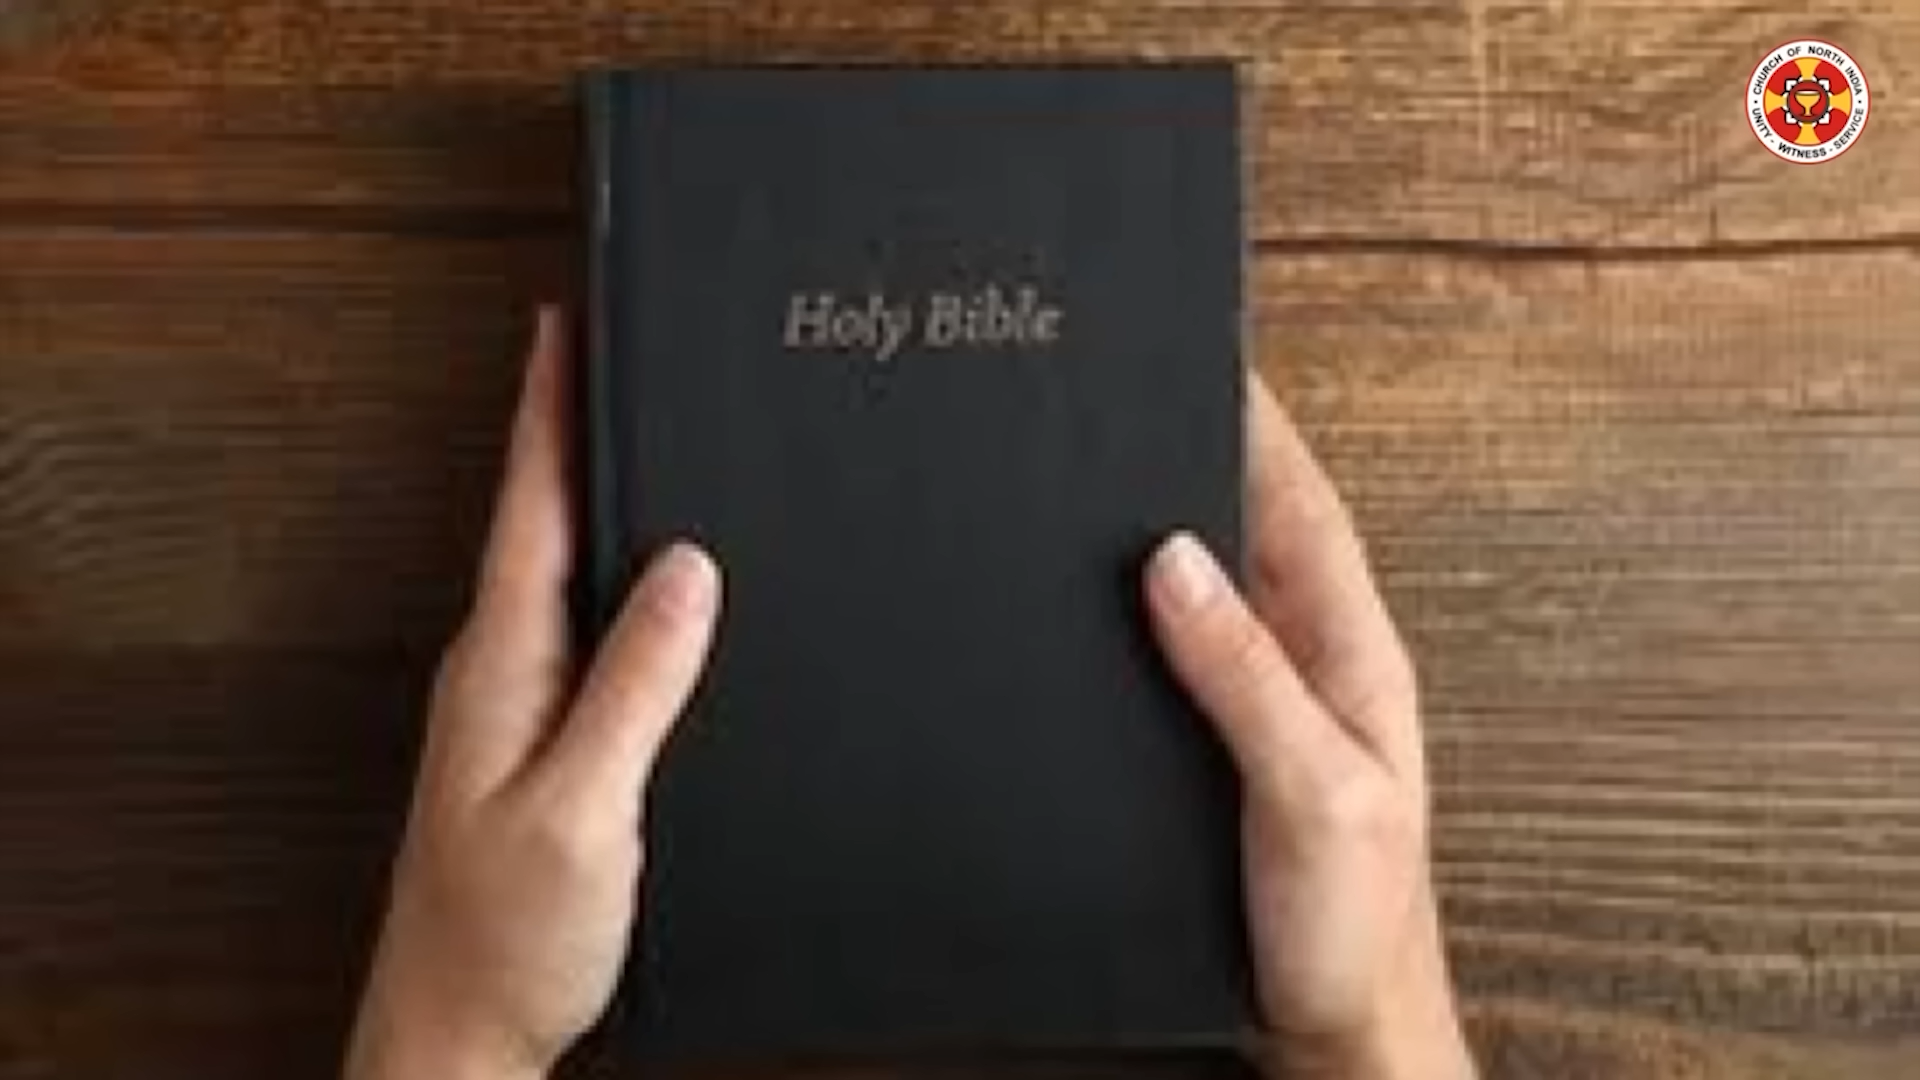 Holy Bible
CHURCH OF NORTH INDIA
UNITY - WITNESS - SERVICE